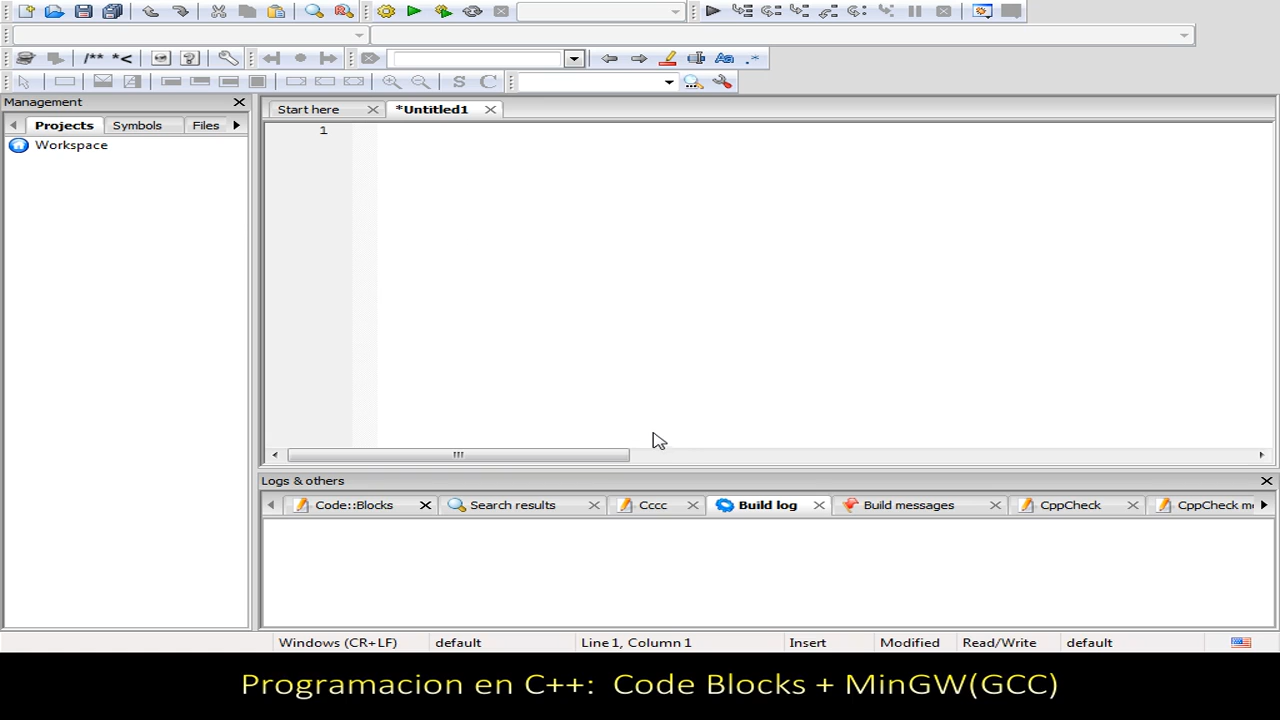 /** *<
Aa .*
S C
Management
Start here
*Untitled1
Projects Symbols Files
1
Workspace
Logs & others
Code::Blocks Search results Cccc Build log Build messages CppCheck CppCheck me
Windows (CR+LF) default Line 1, Column 1 Insert Modified Read/Write default
Programacion en C++: Code Blocks + MinGW(GCC)